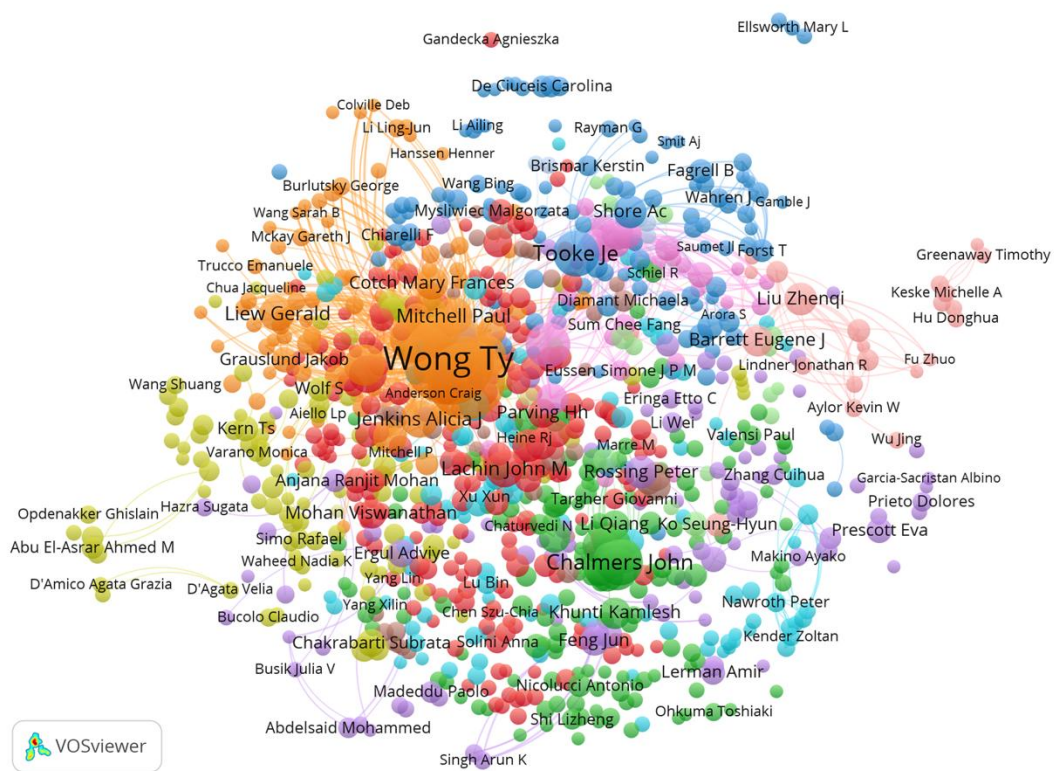 Ellsworth Mary L
Gandecka Agnieszka
De Ciuceis Carolina
Colville Deb
Li Ling-Jun
Li Ailing
Rayman G
Smit Aj
Hanssen Henner
Brismar Kerstin
Fagrell B
Burlutsky George
Wang Bing
Wahren J
Gamble J
Wang Sarah B
Mysliwiec Malgorzata
Shore Ac
Mckay Gareth J
Chiarelli F
Tooke Je
Saumet Jl
Forst T
Greenaway Timothy
Trucco Emanuele
Schiel R
Chua Jacqueline
Cotch Mary Frances
Keske Michelle A
Diamant Michaela
Liu Zhenqi
Liew Gerald
Mitchell Paul
Sum Chee Fang
Arora S
Hu Donghua
Barrett Eugene J
Grauslund Jakob
Wong Ty
Fu Zhuo
Eussen Simone J P M
Lindner Jonathan R
Wang Shuang
Wolf S
Anderson Craig
Eringa Etto C
Aiello Lp
Jenkins Alicia J
Parving Hh
Li Wei
Aylor Kevin W
Kern Ts
Heine Rj
Marre M
Valensi Paul
Wu Jing
Varano Monica
Mitchell P
Lachin John M
Rossing Peter
Zhang Cuihua
Garcia-Sacristan Albino
Anjana Ranjit Mohan
Hazra Sugata
Xu Xun
Targher Giovanni
Prieto Dolores
Opdenakker Ghislain
Mohan Viswanathan
Chaturvedi N
Li Qiang
Ko Seung-Hyun
Prescott Eva
Simo Rafael
Abu El-Asrar Ahmed M
Waheed Nadia K
Ergul Adviye
Chalmers John
Makino Ayako
D'Amico Agata Grazia
D'Agata Velia
Yang Lin
Lu Bin
Yang Xilin
Chen Szu-Chia
Khunti Kamlesh
Nawroth Peter
Bucolo Claudio
Chakrabarti Subrata
Solini Anna
Feng Jun
Kender Zoltan
Busik Julia V
Lerman Amir
Madeddu Paolo
Nicolucci Antonio
Abdelsaid Mohammed
Shi Lizheng
Ohkuma Toshiaki
VOSviewer
Singh Arun K